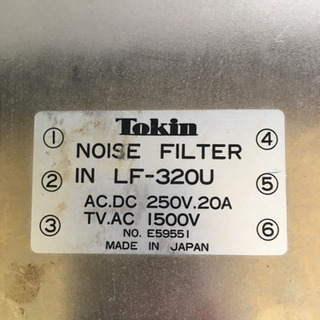 Tokin
① NOISE FILTER ④
② IN LF-320U ⑤
AC.DC 250V.20A
③ TV.AC 1500V ⑥
NO. E59551
MADE IN JAPAN